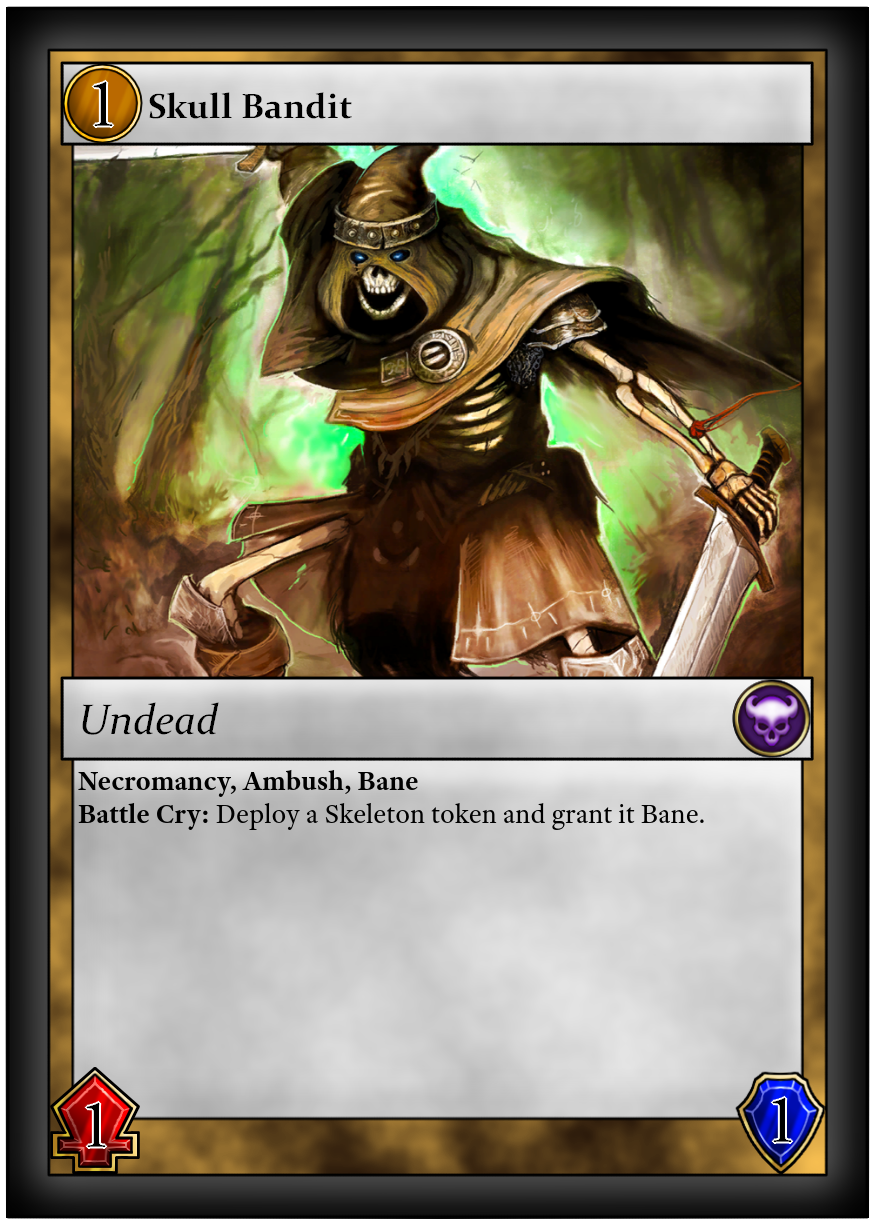 1 Skull Bandit
Undead
Necromancy, Ambush, Bane
Battle Cry: Deploy a Skeleton token and grant it Bane.
1 1